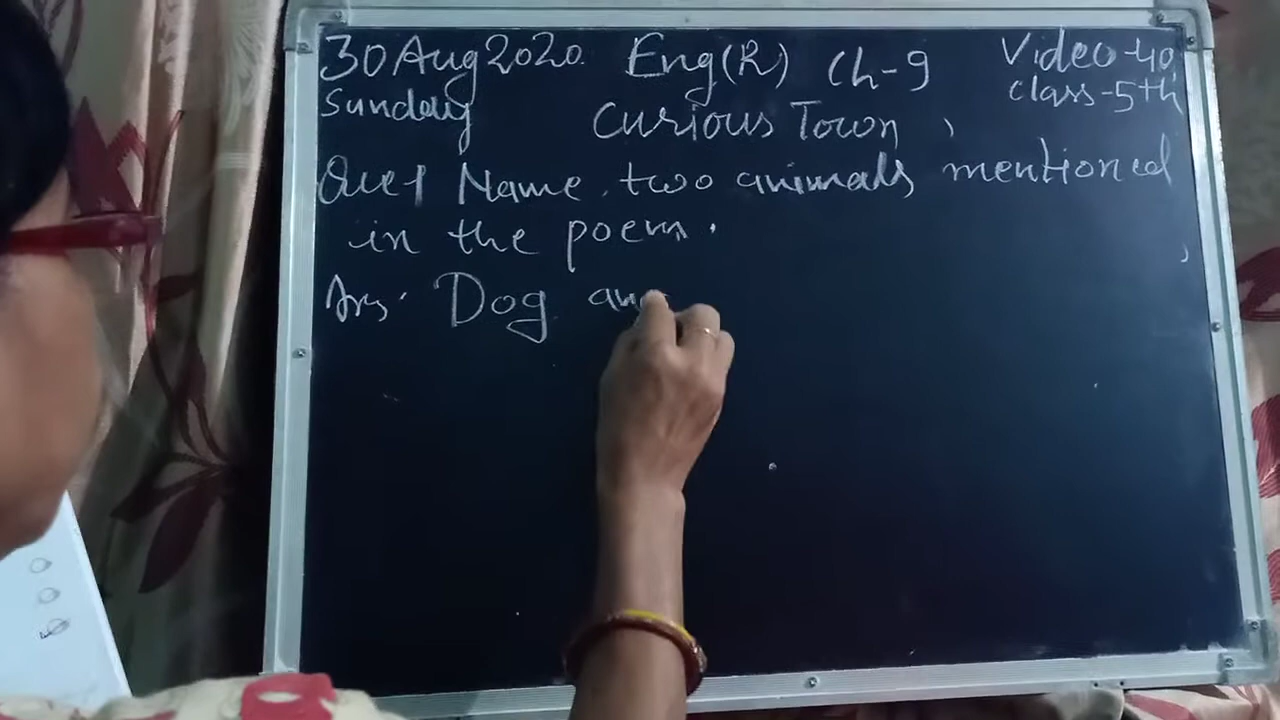 30 Aug 2020. Eng(R) Ch-9 Video-40
Sunday Curious Town class-5th
Que1 Name two animals mentioned
in the poem.
Ans. Dog an